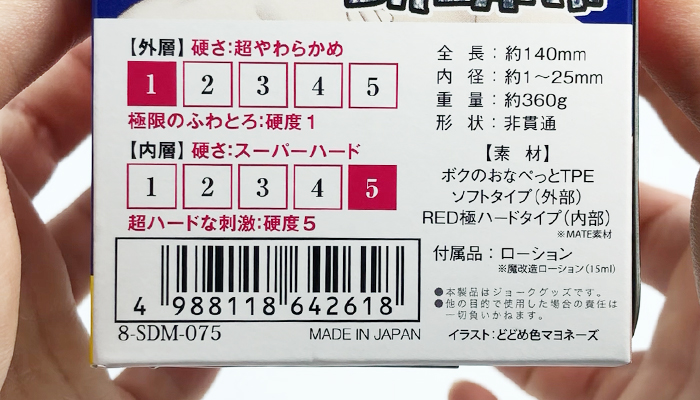 【外層】硬さ:超やわらかめ
1 2 3 4 5
極限のふわとろ:硬度1
【内層】硬さ:スーパーハード
1 2 3 4 5
超ハードな刺激:硬度5
4 988118 642618
8-SDM-075
MADE IN JAPAN
全長:約140mm
内径:約1~25mm
重量:約360g
形状:非貫通
【素材】
ボクのおなぺっとTPE
ソフトタイプ(外部)
RED極ハードタイプ(内部)
※MATE素材
付属品:ローション
※魔改造ローション(15ml)
●本製品はジョークグッズです。
●他の目的で使用した場合の責任は
一切負いかねます。
イラスト:どどめ色マヨネーズ